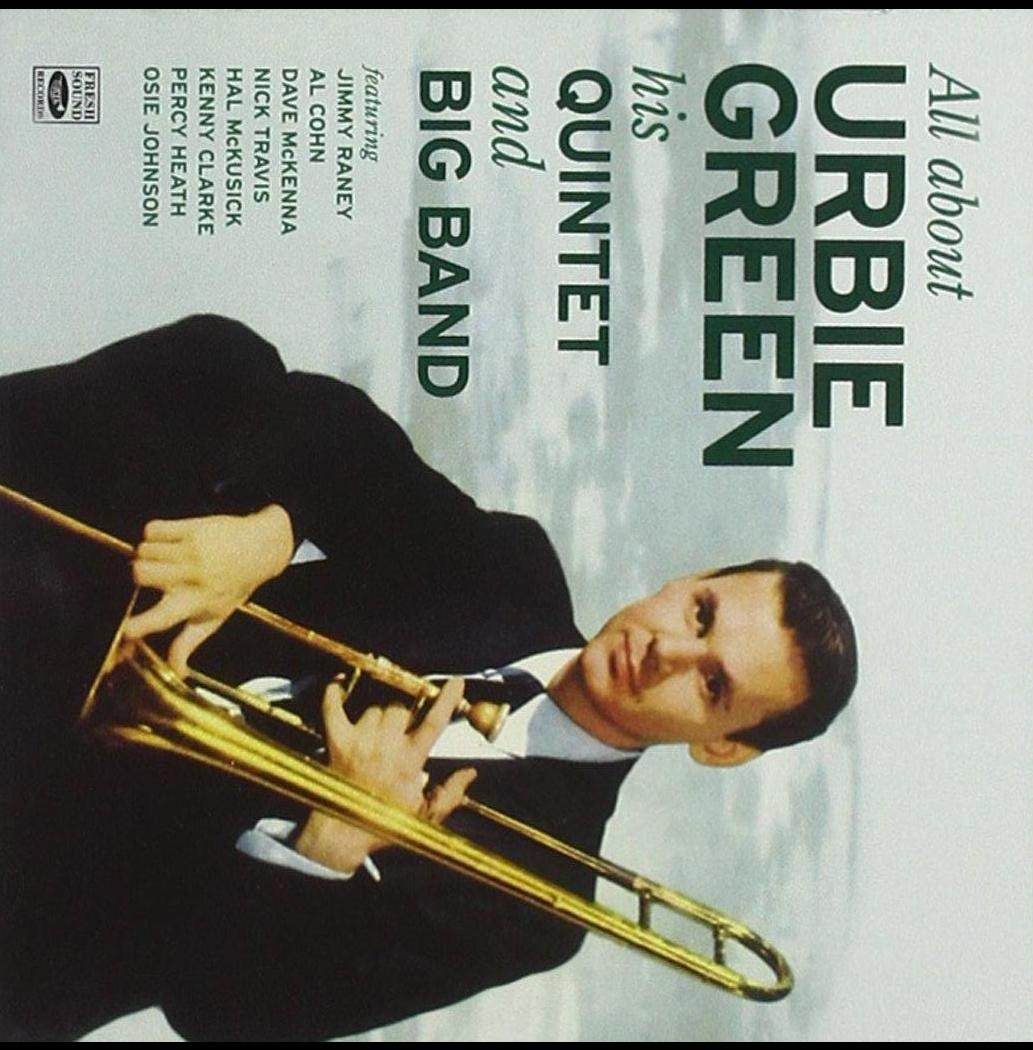 All about
URBIE
GREEN
his
QUINTET
and
BIG BAND
featuring
JIMMY RANEY
AL COHN
DAVE McKENNA
NICK TRAVIS
HAL McKUSICK
KENNY CLARKE
PERCY HEATH
OSIE JOHNSON
FRESH
SOUND
RECORDS